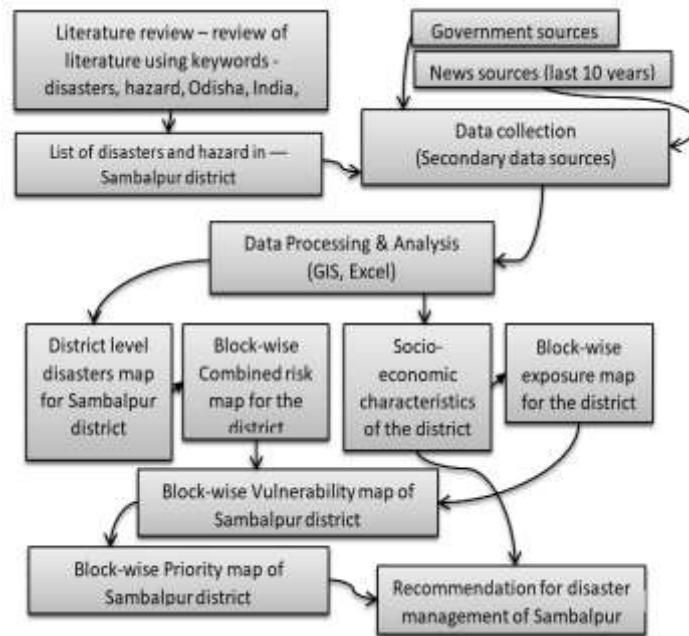 Literature review – review of
literature using keywords -
disasters, hazard, Odisha, India,
Government sources
News sources (last 10 years)
List of disasters and hazard in —
Sambalpur district
Data collection
(Secondary data sources)
Data Processing & Analysis
(GIS, Excel)
District level
disasters map
for Sambalpur
district
Block-wise
Combined risk
map for the
district
Socio-
economic
characteristics
of the district
Block-wise
exposure map
for the district
Block-wise Vulnerability map of
Sambalpur district
Block-wise Priority map of
Sambalpur district
Recommendation for disaster
management of Sambalpur